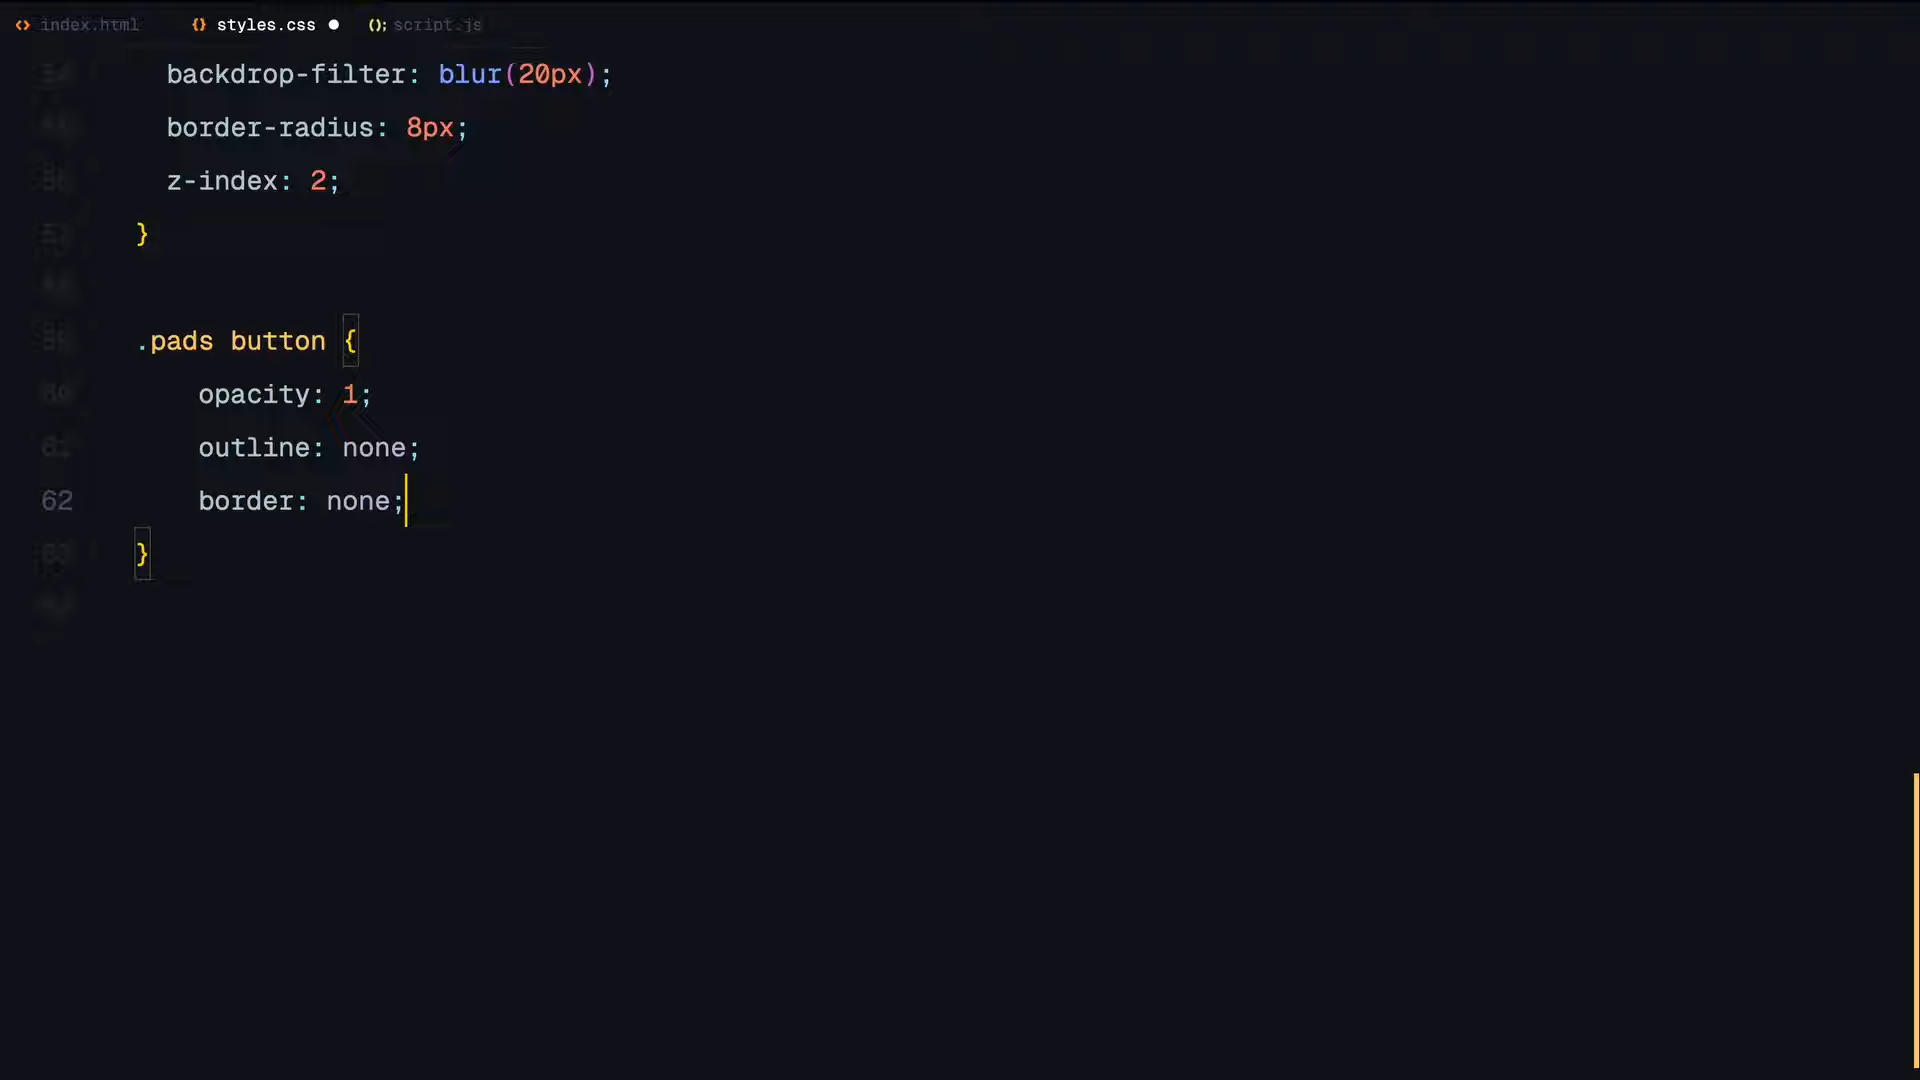 index.html styles.css script.js
backdrop-filter: blur(20px);
border-radius: 8px;
z-index: 2;
}
.pads button {
opacity: 1;
outline: none;
62 border: none;
}